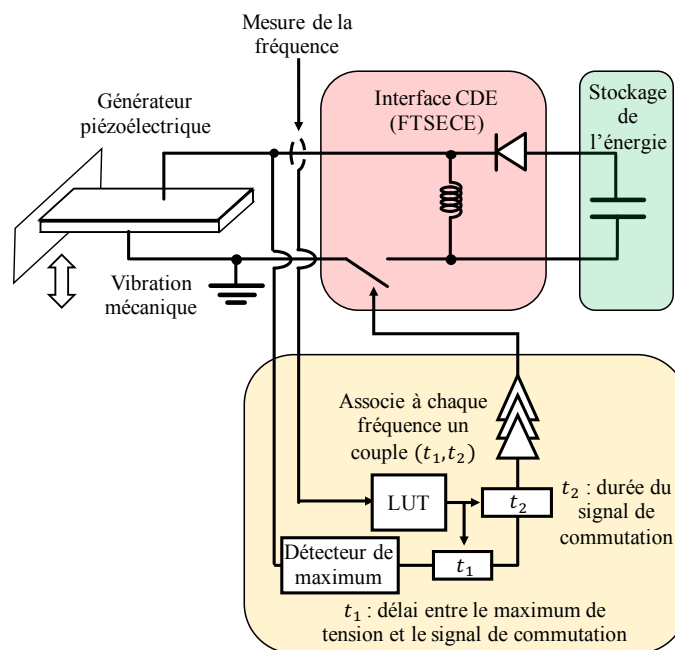 Mesure de la
fréquence
Générateur
piézoélectrique
Interface CDE
(FTSECE)
Stockage
de
l'énergie
Vibration
mécanique
Associe à chaque
fréquence un
couple (t₁,t₂)
LUT
t₂
t₂ : durée du
signal de
commutation
Détecteur de
maximum
t₁
t₁ : délai entre le maximum de
tension et le signal de commutation